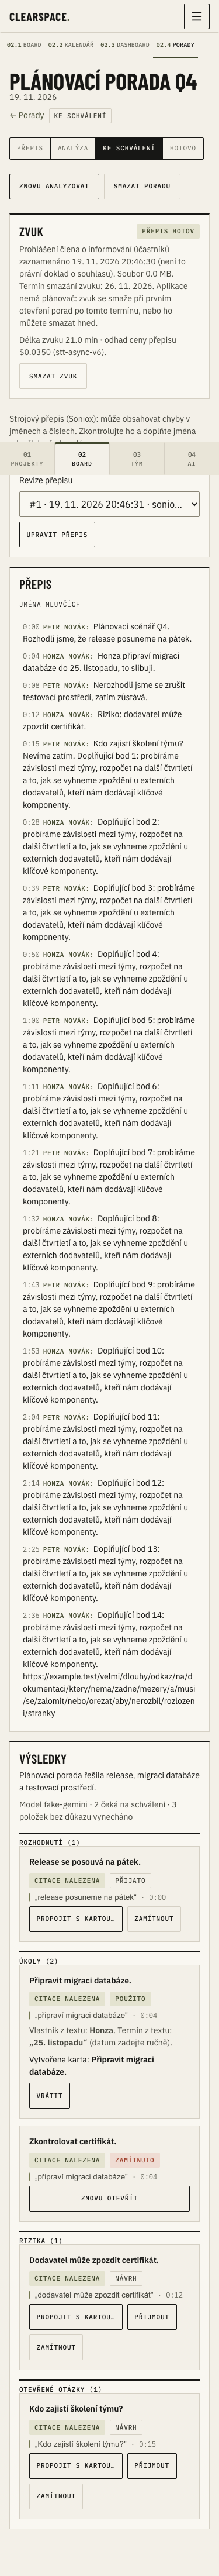 CLEARSPACE.
02.1 BOARD 02.2 KALENDÁŘ 02.3 DASHBOARD 02.4 PORADY
PLÁNOVACÍ PORADA Q4
19. 11. 2026
← Porady KE SCHVÁLENÍ
PŘEPIS ANALÝZA KE SCHVÁLENÍ HOTOVO
ZNOVU ANALYZOVAT SMAZAT PORADU
ZVUK PŘEPIS HOTOV
Prohlášení člena o informování účastníků
zaznamenáno 19. 11. 2026 20:46:30 (není to
právní doklad o souhlasu). Soubor 0.0 MB.
Termín smazání zvuku: 26. 11. 2026. Aplikace
nemá plánovač: zvuk se smaže při prvním
otevření porad po tomto termínu, nebo ho
můžete smazat hned.
Délka zvuku 21.0 min · odhad ceny přepisu
$0.0350 (stt-async-v6).
SMAZAT ZVUK
Strojový přepis (Soniox): může obsahovat chyby v
jménech a číslech. Zkontrolujte ho a doplňte jména
01 PROJEKTY
02 BOARD
03 TÝM
04 AI
Revize přepisu
#1 · 19. 11. 2026 20:46:31 · sonio...
UPRAVIT PŘEPIS
PŘEPIS
JMÉNA MLUVČÍCH
0:00 PETR NOVÁK: Plánovací scénář Q4.
Rozhodli jsme, že release posuneme na pátek.
0:04 HONZA NOVÁK: Honza připraví migraci
databáze do 25. listopadu, to slibuji.
0:08 PETR NOVÁK: Nerozhodli jsme se zrušit
testovací prostředí, zatím zůstává.
0:12 HONZA NOVÁK: Riziko: dodavatel může
zpozdit certifikát.
0:15 PETR NOVÁK: Kdo zajistí školení týmu?
Nevíme zatím. Doplňující bod 1: probíráme
závislosti mezi týmy, rozpočet na další čtvrtletí
a to, jak se vyhneme zpoždění u externích
dodavatelů, kteří nám dodávají klíčové
komponenty.
0:28 HONZA NOVÁK: Doplňující bod 2:
probíráme závislosti mezi týmy, rozpočet na
další čtvrtletí a to, jak se vyhneme zpoždění u
externích dodavatelů, kteří nám dodávají
klíčové komponenty.
0:39 PETR NOVÁK: Doplňující bod 3: probíráme
závislosti mezi týmy, rozpočet na další čtvrtletí
a to, jak se vyhneme zpoždění u externích
dodavatelů, kteří nám dodávají klíčové
komponenty.
0:50 HONZA NOVÁK: Doplňující bod 4:
probíráme závislosti mezi týmy, rozpočet na
další čtvrtletí a to, jak se vyhneme zpoždění u
externích dodavatelů, kteří nám dodávají
klíčové komponenty.
1:00 PETR NOVÁK: Doplňující bod 5: probíráme
závislosti mezi týmy, rozpočet na další čtvrtletí
a to, jak se vyhneme zpoždění u externích
dodavatelů, kteří nám dodávají klíčové
komponenty.
1:11 HONZA NOVÁK: Doplňující bod 6:
probíráme závislosti mezi týmy, rozpočet na
další čtvrtletí a to, jak se vyhneme zpoždění u
externích dodavatelů, kteří nám dodávají
klíčové komponenty.
1:21 PETR NOVÁK: Doplňující bod 7: probíráme
závislosti mezi týmy, rozpočet na další čtvrtletí
a to, jak se vyhneme zpoždění u externích
dodavatelů, kteří nám dodávají klíčové
komponenty.
1:32 HONZA NOVÁK: Doplňující bod 8:
probíráme závislosti mezi týmy, rozpočet na
další čtvrtletí a to, jak se vyhneme zpoždění u
externích dodavatelů, kteří nám dodávají
klíčové komponenty.
1:43 PETR NOVÁK: Doplňující bod 9: probíráme
závislosti mezi týmy, rozpočet na další čtvrtletí
a to, jak se vyhneme zpoždění u externích
dodavatelů, kteří nám dodávají klíčové
komponenty.
1:53 HONZA NOVÁK: Doplňující bod 10:
probíráme závislosti mezi týmy, rozpočet na
další čtvrtletí a to, jak se vyhneme zpoždění u
externích dodavatelů, kteří nám dodávají
klíčové komponenty.
2:04 PETR NOVÁK: Doplňující bod 11:
probíráme závislosti mezi týmy, rozpočet na
další čtvrtletí a to, jak se vyhneme zpoždění u
externích dodavatelů, kteří nám dodávají
klíčové komponenty.
2:14 HONZA NOVÁK: Doplňující bod 12:
probíráme závislosti mezi týmy, rozpočet na
další čtvrtletí a to, jak se vyhneme zpoždění u
externích dodavatelů, kteří nám dodávají
klíčové komponenty.
2:25 PETR NOVÁK: Doplňující bod 13:
probíráme závislosti mezi týmy, rozpočet na
další čtvrtletí a to, jak se vyhneme zpoždění u
externích dodavatelů, kteří nám dodávají
klíčové komponenty.
2:36 HONZA NOVÁK: Doplňující bod 14:
probíráme závislosti mezi týmy, rozpočet na
další čtvrtletí a to, jak se vyhneme zpoždění u
externích dodavatelů, kteří nám dodávají
klíčové komponenty.
https://example.test/velmi/dlouhy/odkaz/na/d
okumentaci/ktery/nema/zadne/mezery/a/musi
/se/zalomit/nebo/orezat/aby/nerozbil/rozlozen
i/stranky
VÝSLEDKY
Plánovací porada řešila release, migraci databáze
a testovací prostředí.
Model fake-gemini · 2 čeká na schválení · 3
položek bez důkazu vynecháno
ROZHODNUTÍ (1)
Release se posouvá na pátek.
CITACE NALEZENA PŘIJATO
„release posuneme na pátek“ · 0:00
PROPOJIT S KARTOU… ZAMÍTNOUT
ÚKOLY (2)
Připravit migraci databáze.
CITACE NALEZENA POUŽITO
„připraví migraci databáze“ · 0:04
Vlastník z textu: Honza. Termín z textu:
„25. listopadu“ (datum zadejte ručně).
Vytvořena karta: Připravit migraci
databáze.
VRÁTIT
Zkontrolovat certifikát.
CITACE NALEZENA ZAMÍTNUTO
„připraví migraci databáze“ · 0:04
ZNOVU OTEVŘÍT
RIZIKA (1)
Dodavatel může zpozdit certifikát.
CITACE NALEZENA NÁVRH
„dodavatel může zpozdit certifikát“ · 0:12
PROPOJIT S KARTOU… PŘIJMOUT
ZAMÍTNOUT
OTEVŘENÉ OTÁZKY (1)
Kdo zajistí školení týmu?
CITACE NALEZENA NÁVRH
„Kdo zajistí školení týmu?“ · 0:15
PROPOJIT S KARTOU… PŘIJMOUT
ZAMÍTNOUT